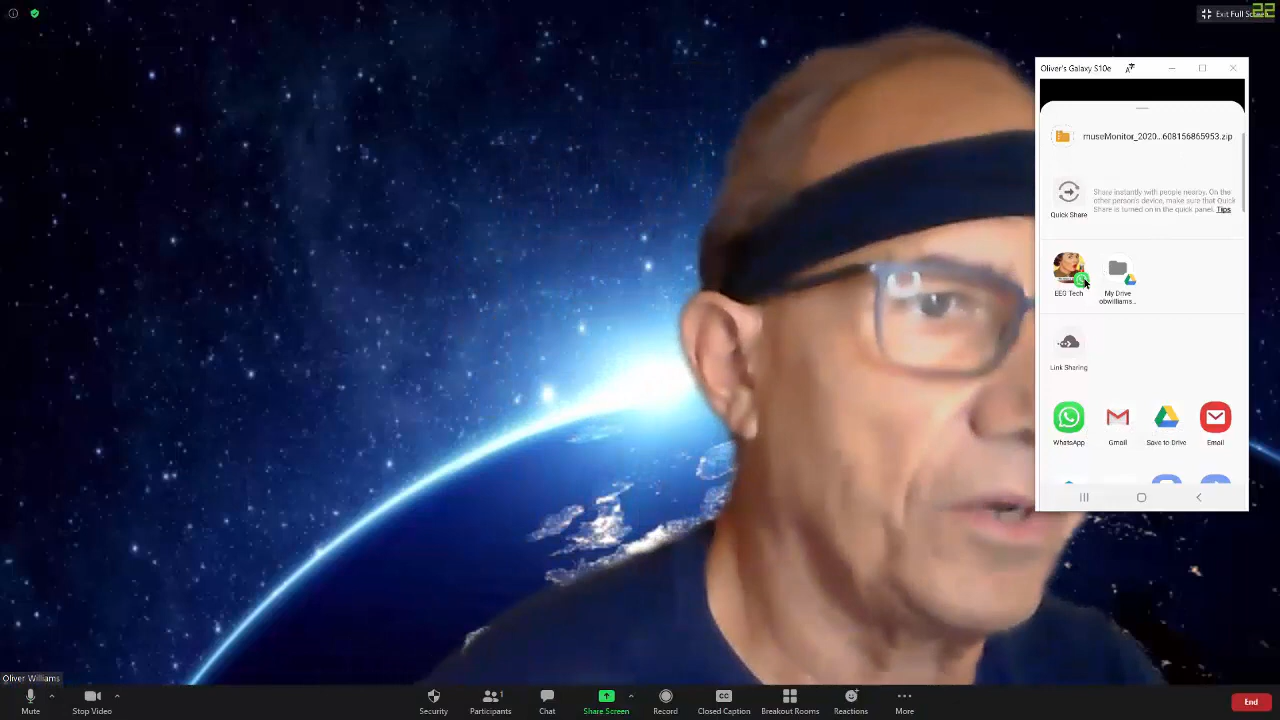 22
Exit Full Screen
Oliver's Galaxy S10e
museMonitor_2020...608156865953.zip
Quick Share
Share instantly with people nearby. On the
other person's device, make sure that Quick
Share is turned on in the quick panel. Tips
EEG Tech
My Drive
obwilliams...
Link Sharing
WhatsApp
Gmail
Save to Drive
Email
Oliver Williams
Mute
Stop Video
Security
Participants
1
Chat
Share Screen
Record
Closed Caption
Breakout Rooms
Reactions
More
End